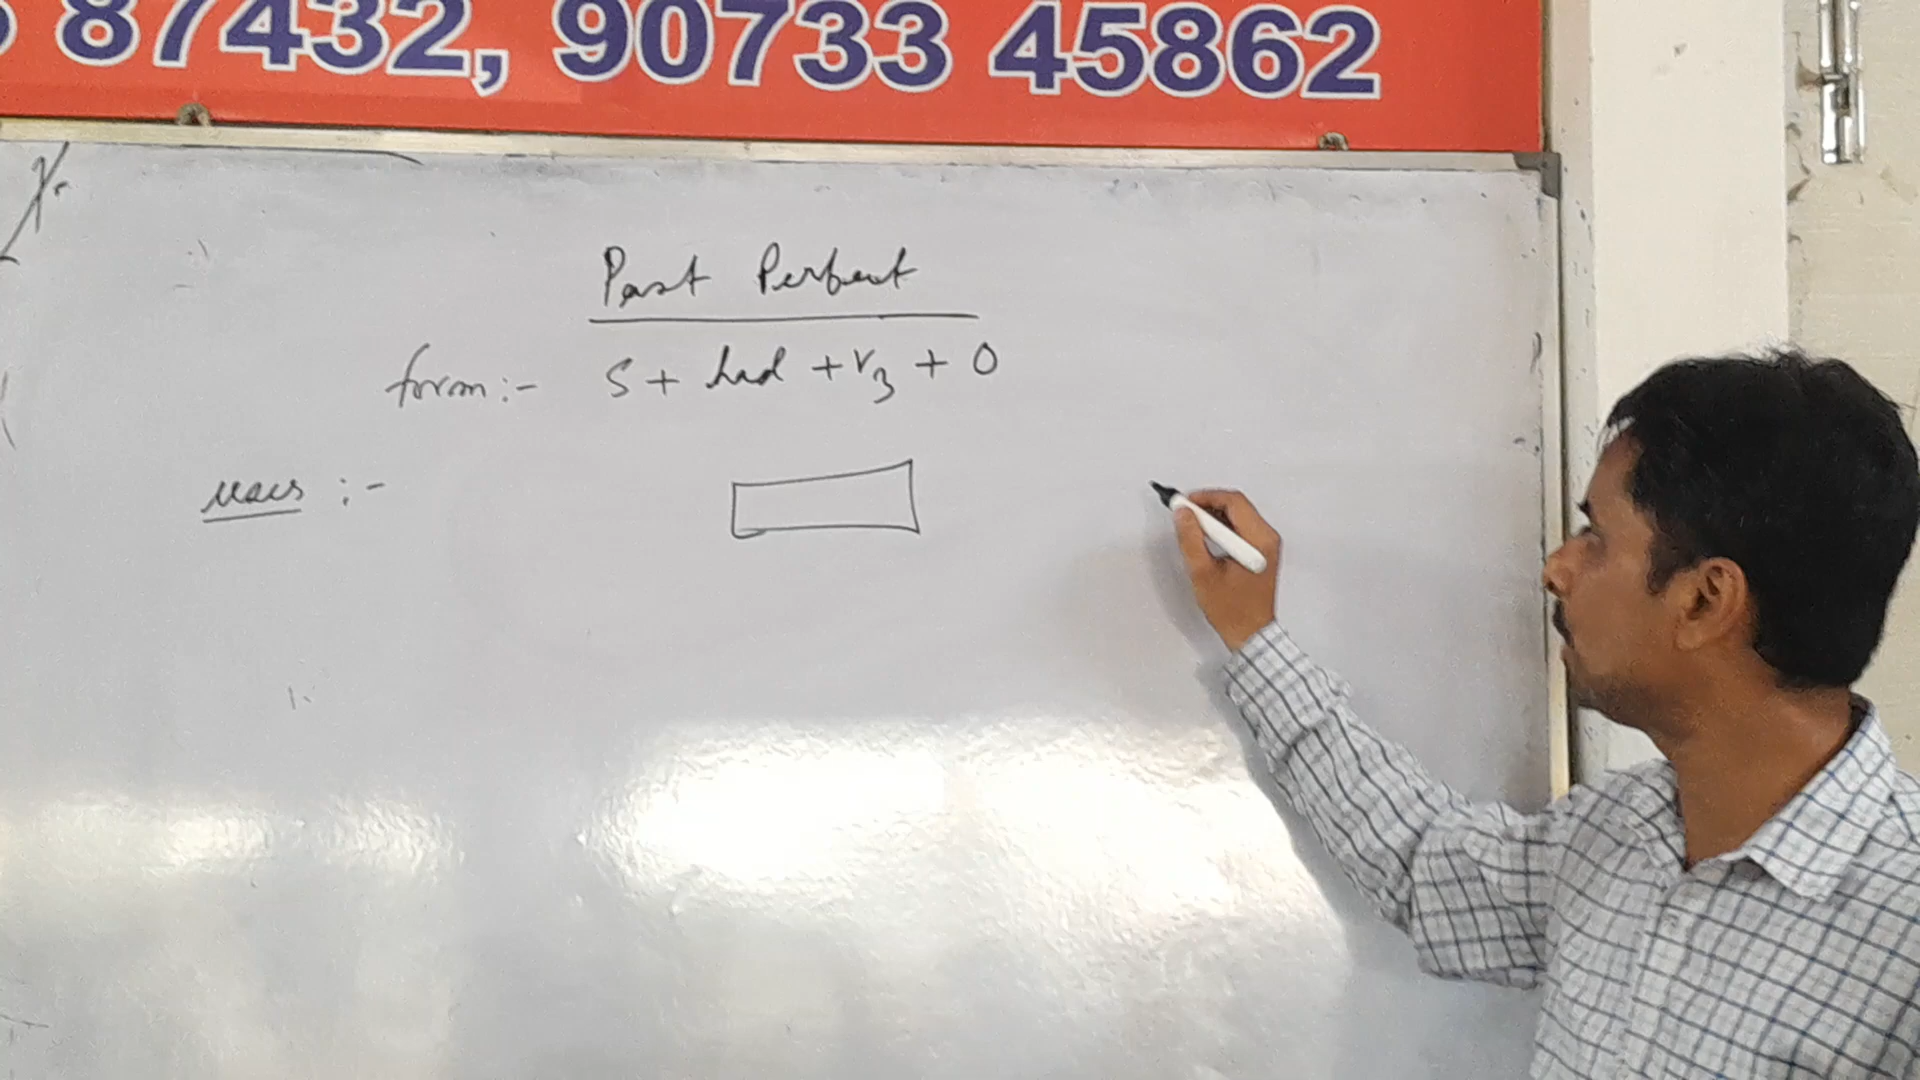 87432, 90733 45862
Past Perfect
form:- S + had + V3 + O
uses :-